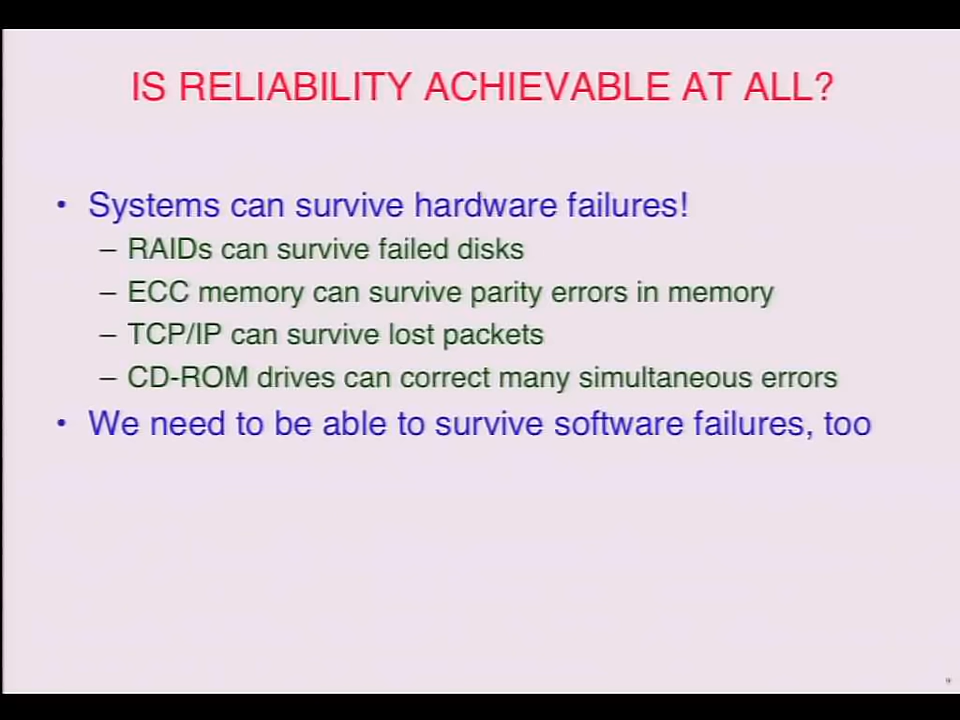 IS RELIABILITY ACHIEVABLE AT ALL?
• Systems can survive hardware failures!
– RAIDs can survive failed disks
– ECC memory can survive parity errors in memory
– TCP/IP can survive lost packets
– CD-ROM drives can correct many simultaneous errors
• We need to be able to survive software failures, too